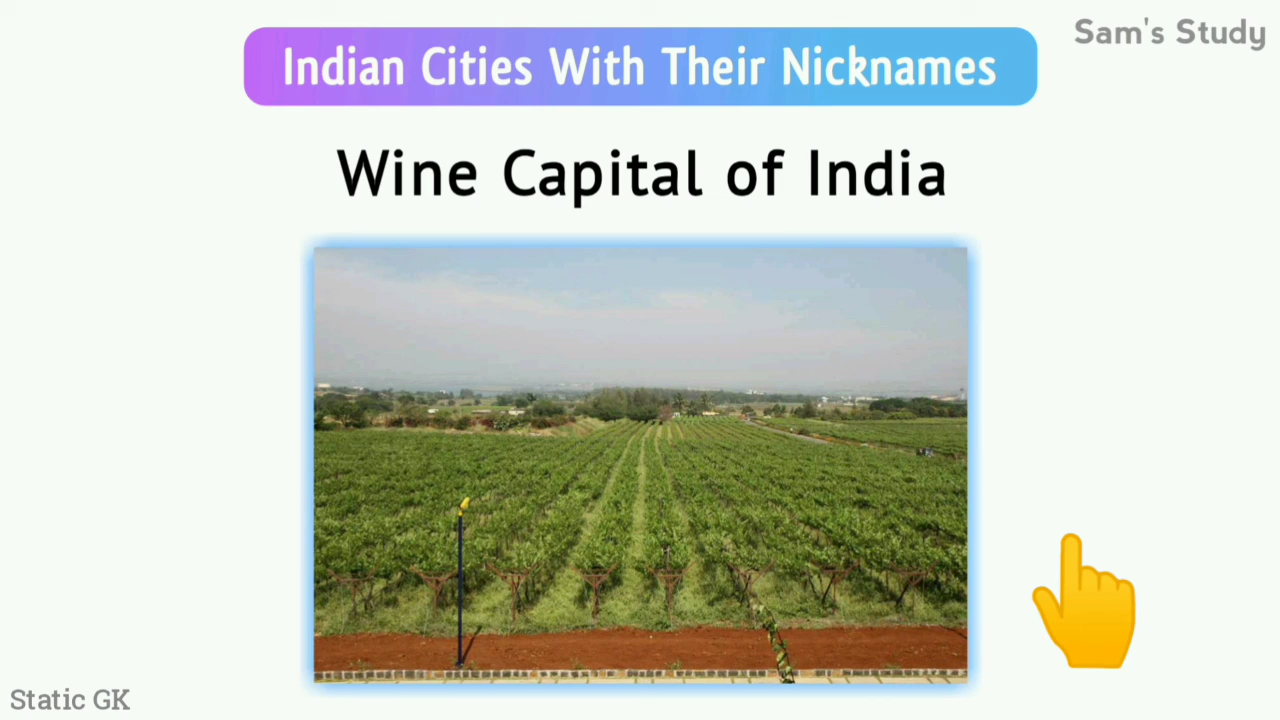 Sam's Study
Indian Cities With Their Nicknames
Wine Capital of India
Static GK